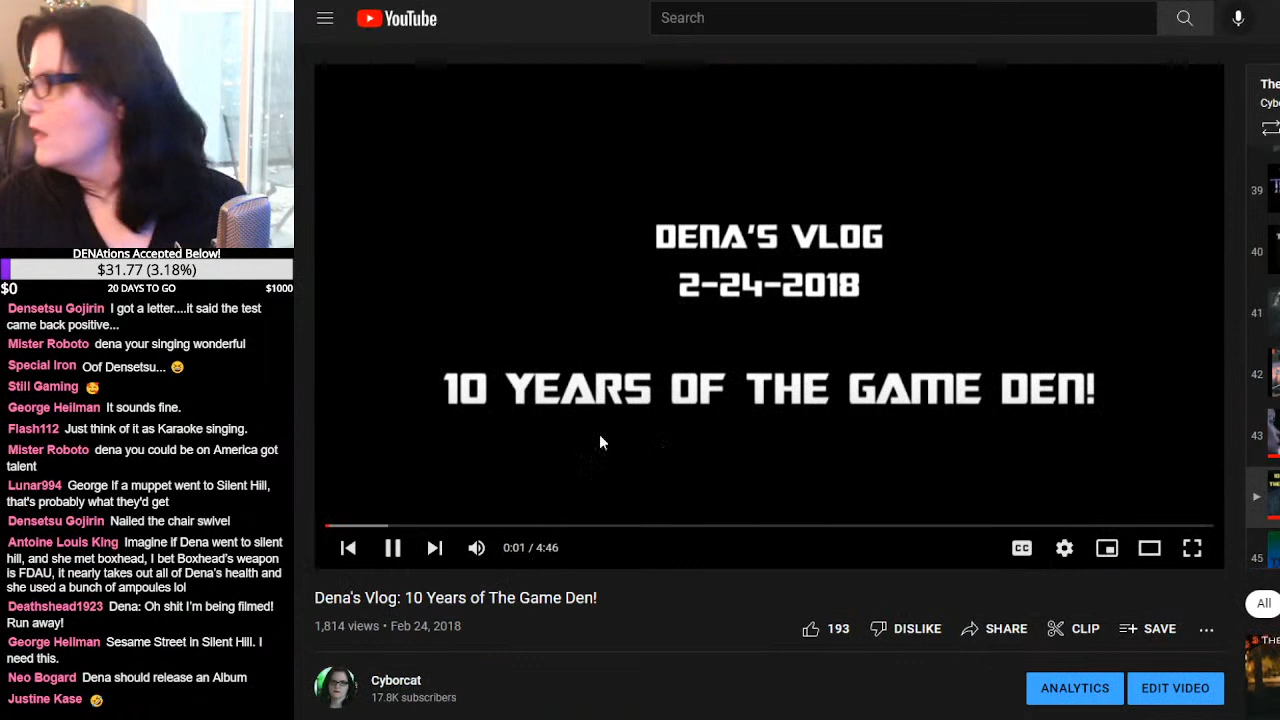 YouTube
Search
DENA'S VLOG
2-24-2018
10 YEARS OF THE GAME DEN!
0:01 / 4:46
CC
Dena's Vlog: 10 Years of The Game Den!
1,814 views • Feb 24, 2018
193
DISLIKE
SHARE
CLIP
SAVE
Cyborcat
17.8K subscribers
ANALYTICS
EDIT VIDEO
The
Cybo
39
40
41
42
43
45
All
DENAtions Accepted Below!
$31.77 (3.18%)
$0
20 DAYS TO GO
$1000
Densetsu Gojirin I got a letter....it said the test
came back positive...
Mister Roboto dena your singing wonderful
Special Iron Oof Densetsu...
Still Gaming
George Heilman It sounds fine.
Flash112 Just think of it as Karaoke singing.
Mister Roboto dena you could be on America got
talent
Lunar994 George If a muppet went to Silent Hill,
that's probably what they'd get
Densetsu Gojirin Nailed the chair swivel
Antoine Louis King Imagine if Dena went to silent
hill, and she met boxhead, I bet Boxhead's weapon
is FDAU, it nearly takes out all of Dena's health and
she used a bunch of ampoules lol
Deathshead1923 Dena: Oh shit I'm being filmed!
Run away!
George Heilman Sesame Street in Silent Hill. I
need this.
Neo Bogard Dena should release an Album
Justine Kase